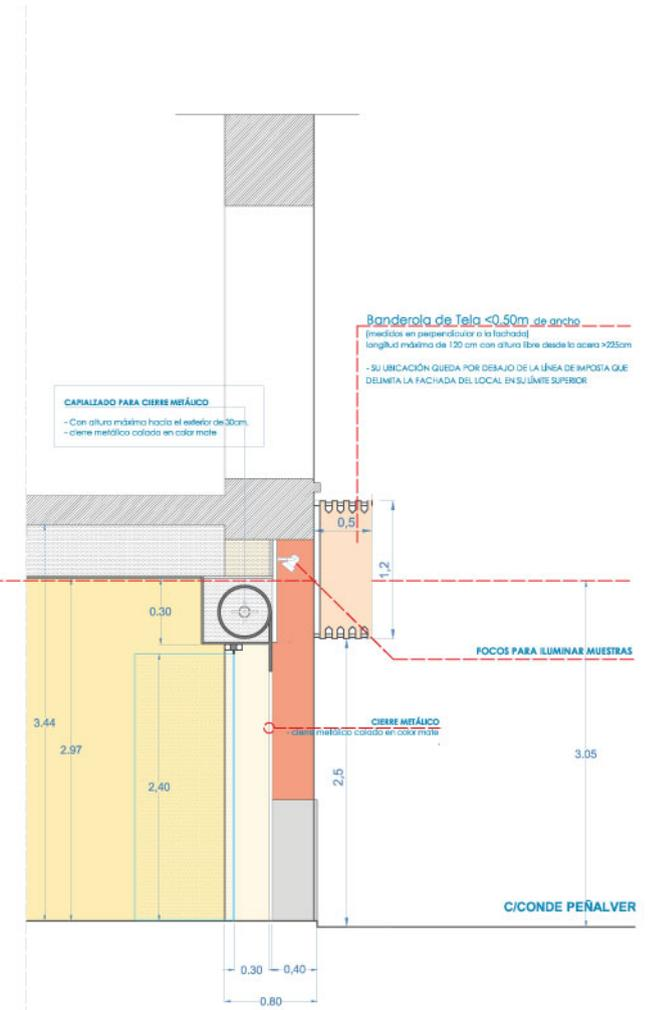 Banderola de Tela <0.50m de ancho
(medidos en perpendicular a la fachada)
longitud máxima de 120 cm con altura libre desde la acera >225cm
- SU UBICACIÓN QUEDA POR DEBAJO DE LA LÍNEA DE IMPOSTA QUE
DELIMITA LA FACHADA DEL LOCAL EN SU LÍMITE SUPERIOR
CAPIALZADO PARA CIERRE METÁLICO
- Con altura máxima hacia el exterior de 30cm.
- cierre metálico calado en color mate
0,5
1,2
0.30
FOCOS PARA ILUMINAR MUESTRAS
CIERRE METÁLICO
- cierre metálico calado en color mate
3.44
2.97
2,40
2,5
3.05
C/CONDE PEÑALVER
0.30
0,40
0.80